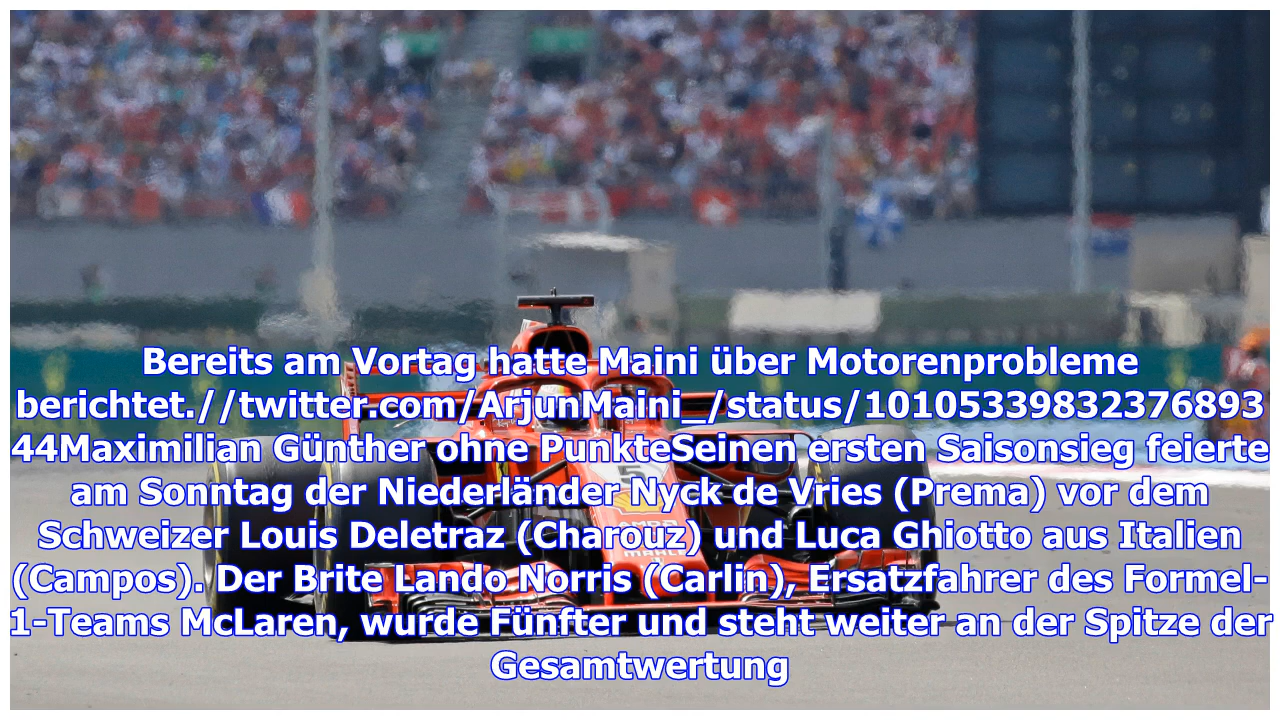 Bereits am Vortag hatte Maini über Motorenprobleme
berichtet.//twitter.com/ArjunMaini_/status/10105339832376893
44Maximilian Günther ohne PunkteSeinen ersten Saisonsieg feierte
am Sonntag der Niederländer Nyck de Vries (Prema) vor dem
Schweizer Louis Deletraz (Charouz) und Luca Ghiotto aus Italien
(Campos). Der Brite Lando Norris (Carlin), Ersatzfahrer des Formel-
1-Teams McLaren, wurde Fünfter und steht weiter an der Spitze der
Gesamtwertung
5
MAHLE